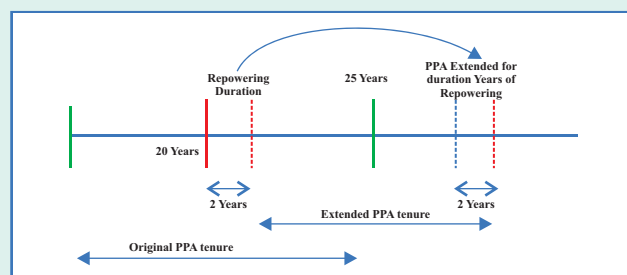 Repowering
Duration
25 Years
PPA Extended for
duration Years of
Repowering
20 Years
2 Years
2 Years
Extended PPA tenure
Original PPA tenure